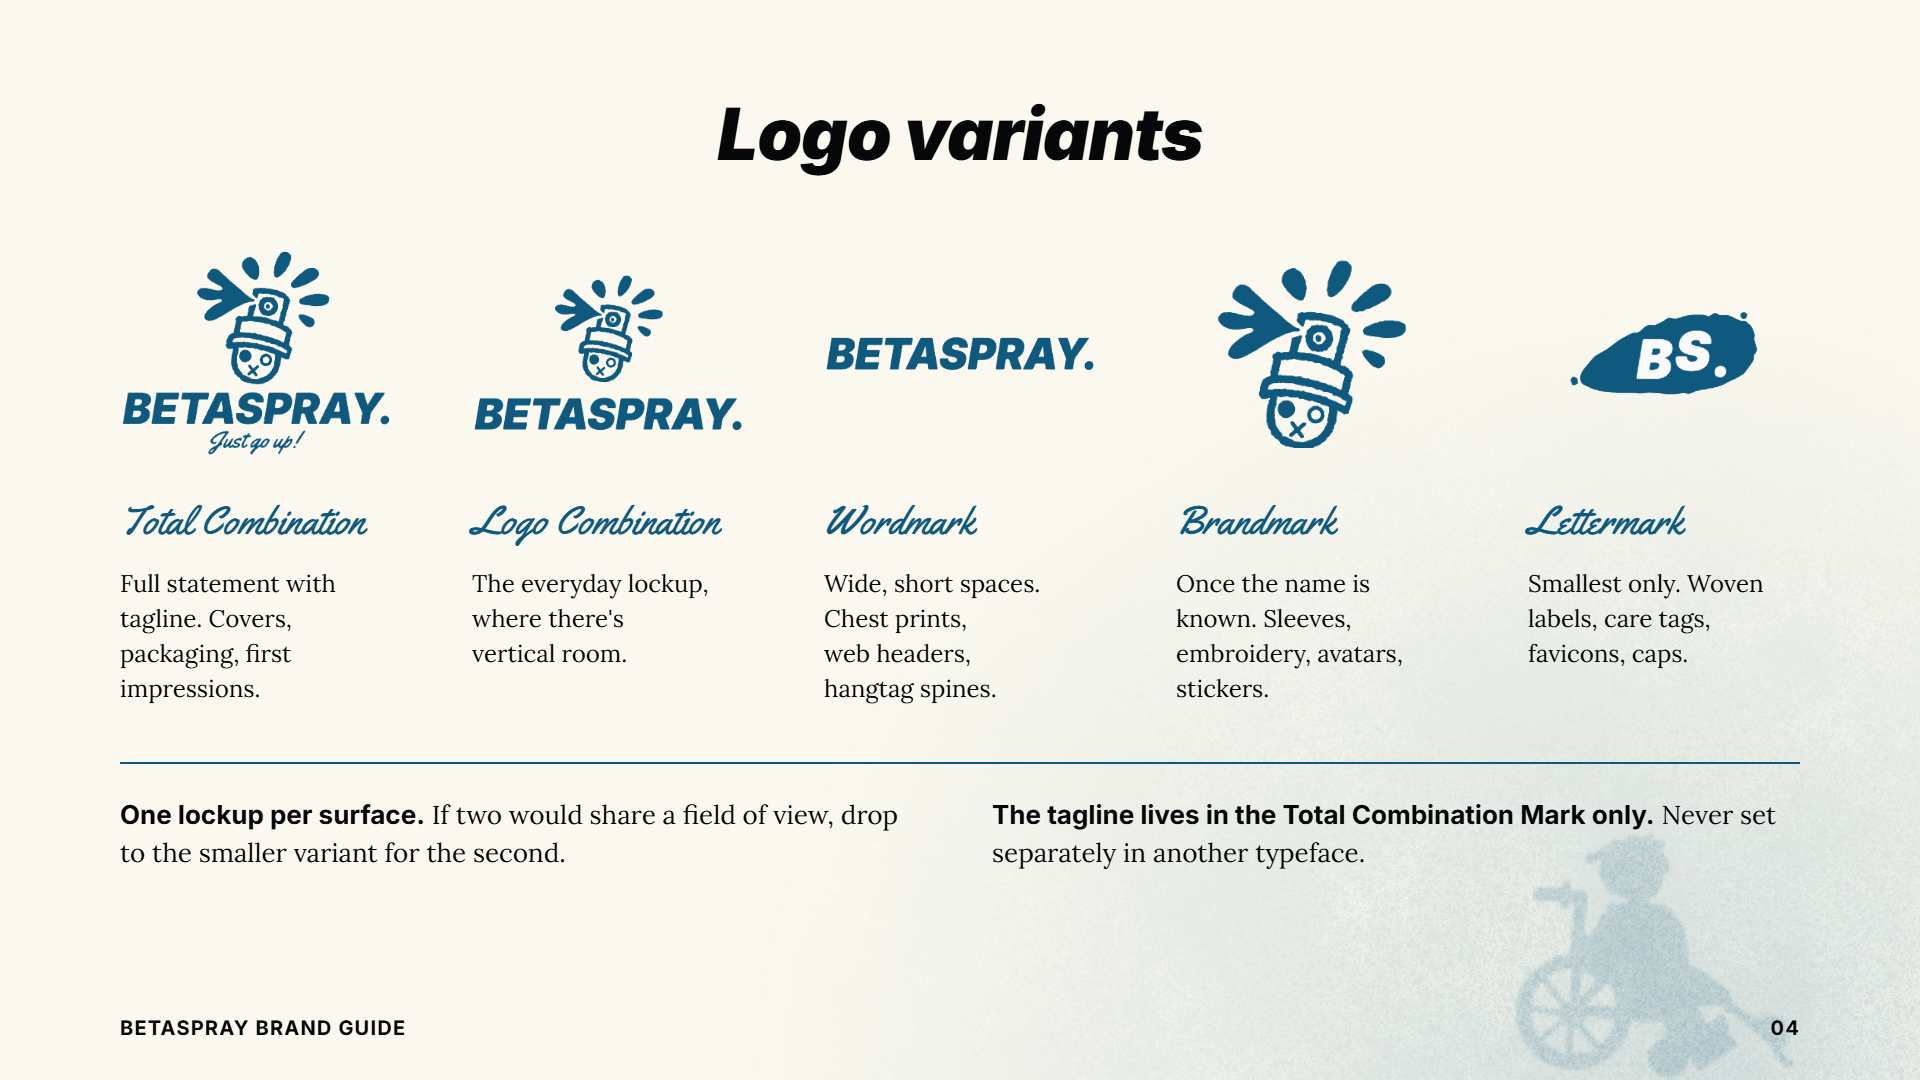 Logo variants
BETASPRAY.
Just go up!
BETASPRAY.
BETASPRAY.
BS.
Total Combination
Full statement with
tagline. Covers,
packaging, first
impressions.
Logo Combination
The everyday lockup,
where there's
vertical room.
Wordmark
Wide, short spaces.
Chest prints,
web headers,
hangtag spines.
Brandmark
Once the name is
known. Sleeves,
embroidery, avatars,
stickers.
Lettermark
Smallest only. Woven
labels, care tags,
favicons, caps.
One lockup per surface. If two would share a field of view, drop
to the smaller variant for the second.
The tagline lives in the Total Combination Mark only. Never set
separately in another typeface.
BETASPRAY BRAND GUIDE
04